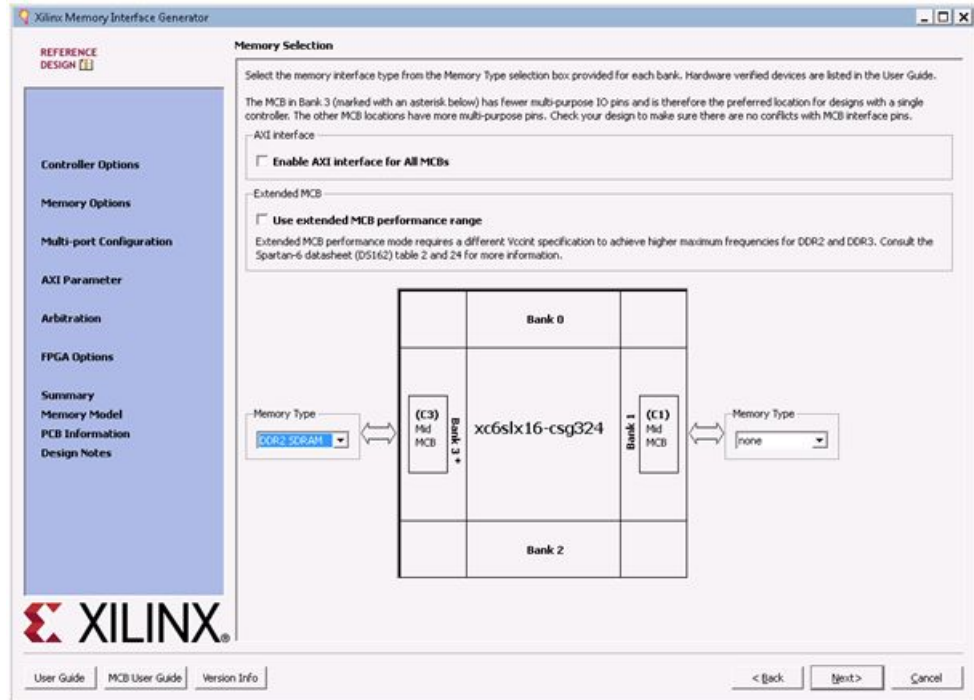 Xilinx Memory Interface Generator
REFERENCE
DESIGN
Controller Options
Memory Options
Multi-port Configuration
AXI Parameter
Arbitration
FPGA Options
Summary
Memory Model
PCB Information
Design Notes
XILINX®
Memory Selection
Select the memory interface type from the Memory Type selection box provided for each bank. Hardware verified devices are listed in the User Guide.
The MCB in Bank 3 (marked with an asterisk below) has fewer multi-purpose IO pins and is therefore the preferred location for designs with a single
controller. The other MCB locations have more multi-purpose pins. Check your design to make sure there are no conflicts with MCB interface pins.
AXI interface
Enable AXI interface for All MCBs
Extended MCB
Use extended MCB performance range
Extended MCB performance mode requires a different Vccint specification to achieve higher maximum frequencies for DDR2 and DDR3. Consult the
Spartan-6 datasheet (DS162) table 2 and 24 for more information.
Bank 0
Memory Type
DDR2 SDRAM
(C3)
Mid
MCB
Bank 3 *
xc6slx16-csg324
Bank 1
(C1)
Mid
MCB
Memory Type
none
Bank 2
User Guide
MCB User Guide
Version Info
< Back
Next>
Cancel